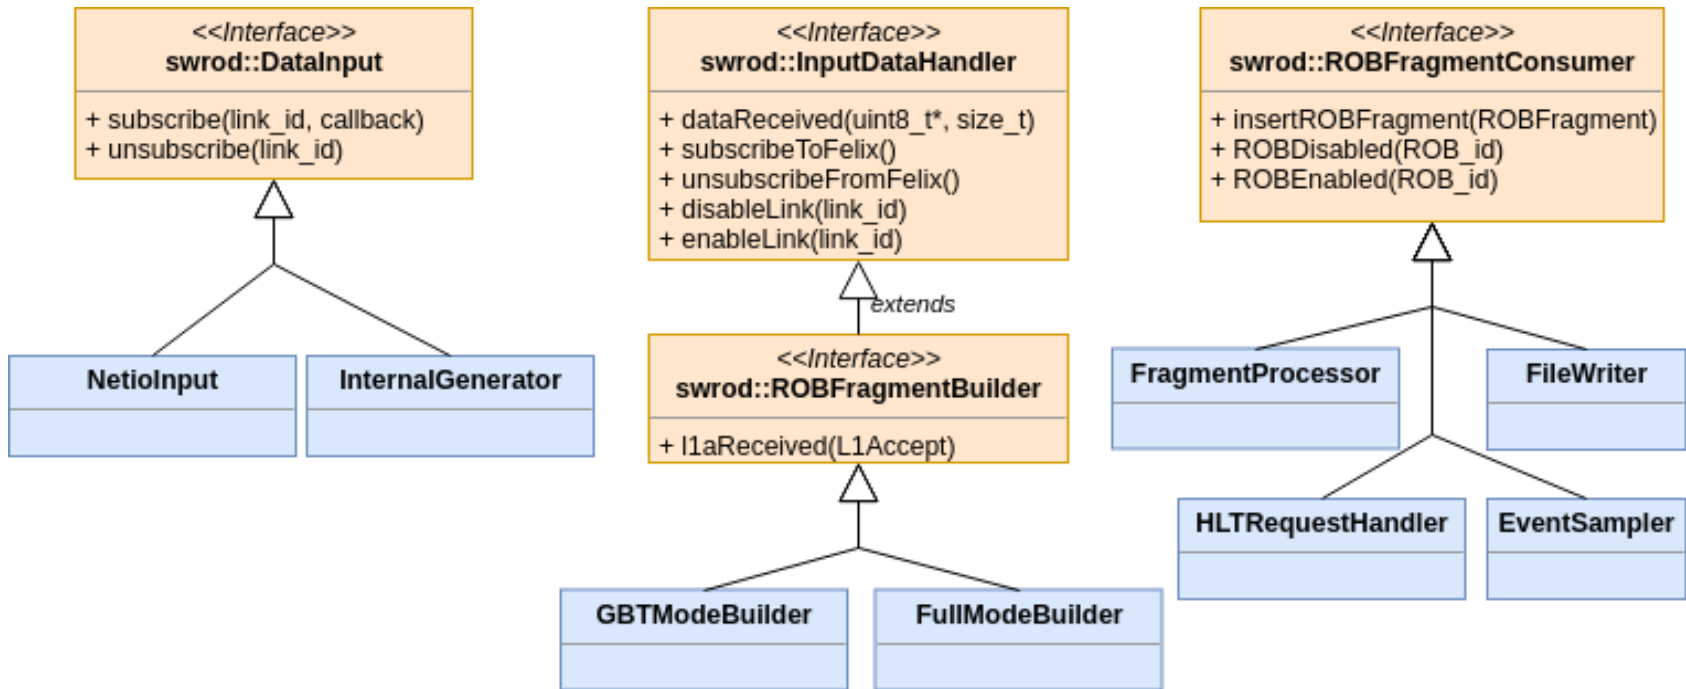 <<Interface>>
swrod::DataInput
+ subscribe(link_id, callback)
+ unsubscribe(link_id)
NetioInput
InternalGenerator
<<Interface>>
swrod::InputDataHandler
+ dataReceived(uint8_t*, size_t)
+ subscribeToFelix()
+ unsubscribeFromFelix()
+ disableLink(link_id)
+ enableLink(link_id)
extends
<<Interface>>
swrod::ROBFragmentBuilder
+ l1aReceived(L1Accept)
GBTModeBuilder
FullModeBuilder
<<Interface>>
swrod::ROBFragmentConsumer
+ insertROBFragment(ROBFragment)
+ ROBDisabled(ROB_id)
+ ROBEnabled(ROB_id)
FragmentProcessor
FileWriter
HLTRequestHandler
EventSampler